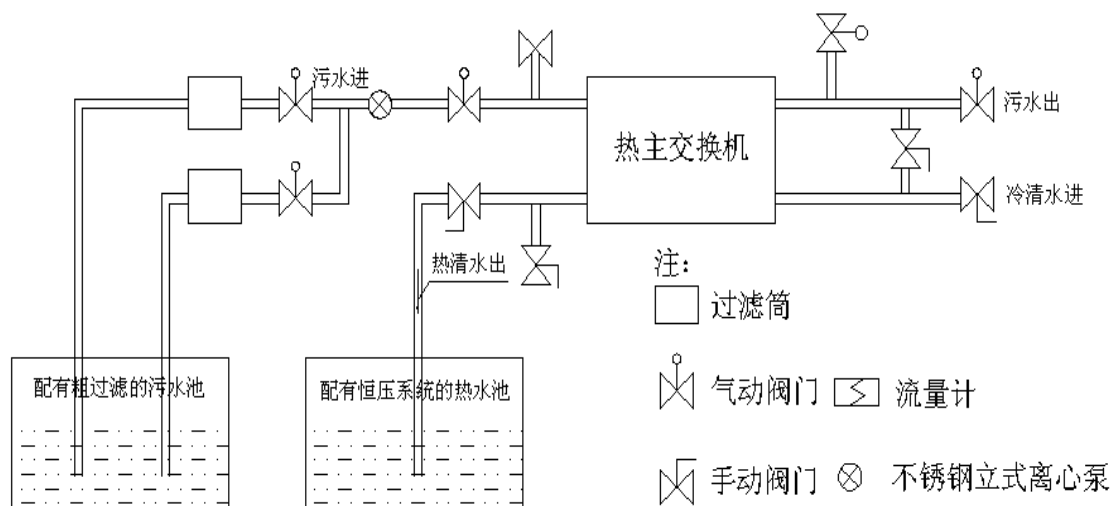 污水进
污水出
热主交换机
冷清水进
热清水出
注:
过滤筒
配有粗过滤的污水池
配有恒压系统的热水池
气动阀门
流量计
手动阀门
不锈钢立式离心泵